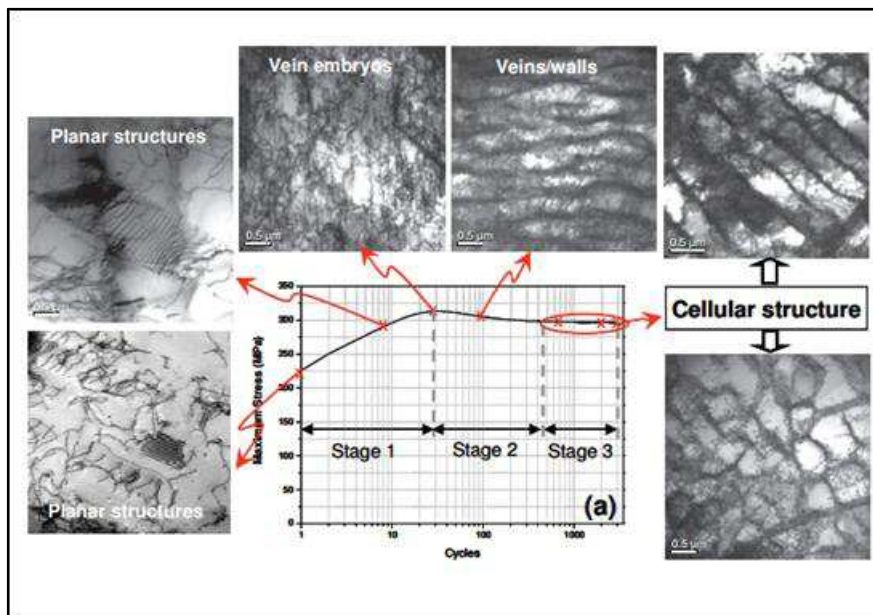 Vein embryos
Veins/walls
Planar structures
0.5 µm
0.5 µm
0.5 µm
Planar structures
Cellular structure
0.5 µm
Maximum Stress (MPa)
350
300
250
200
150
100
50
0
Stage 1
Stage 2
Stage 3
(a)
1
10
100
1000
Cycles